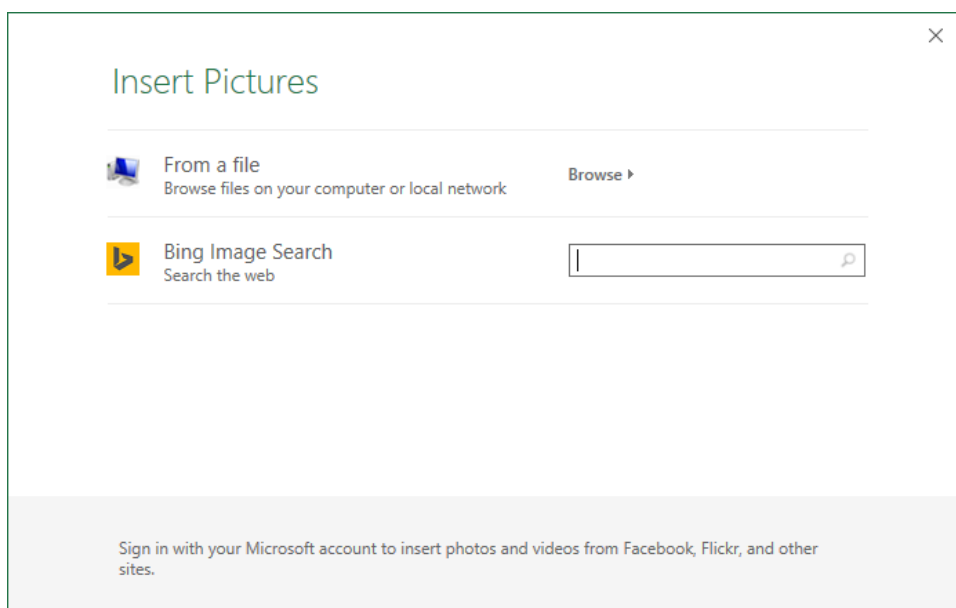 Insert Pictures
From a file
Browse files on your computer or local network
Browse
Bing Image Search
Search the web
Sign in with your Microsoft account to insert photos and videos from Facebook, Flickr, and other
sites.